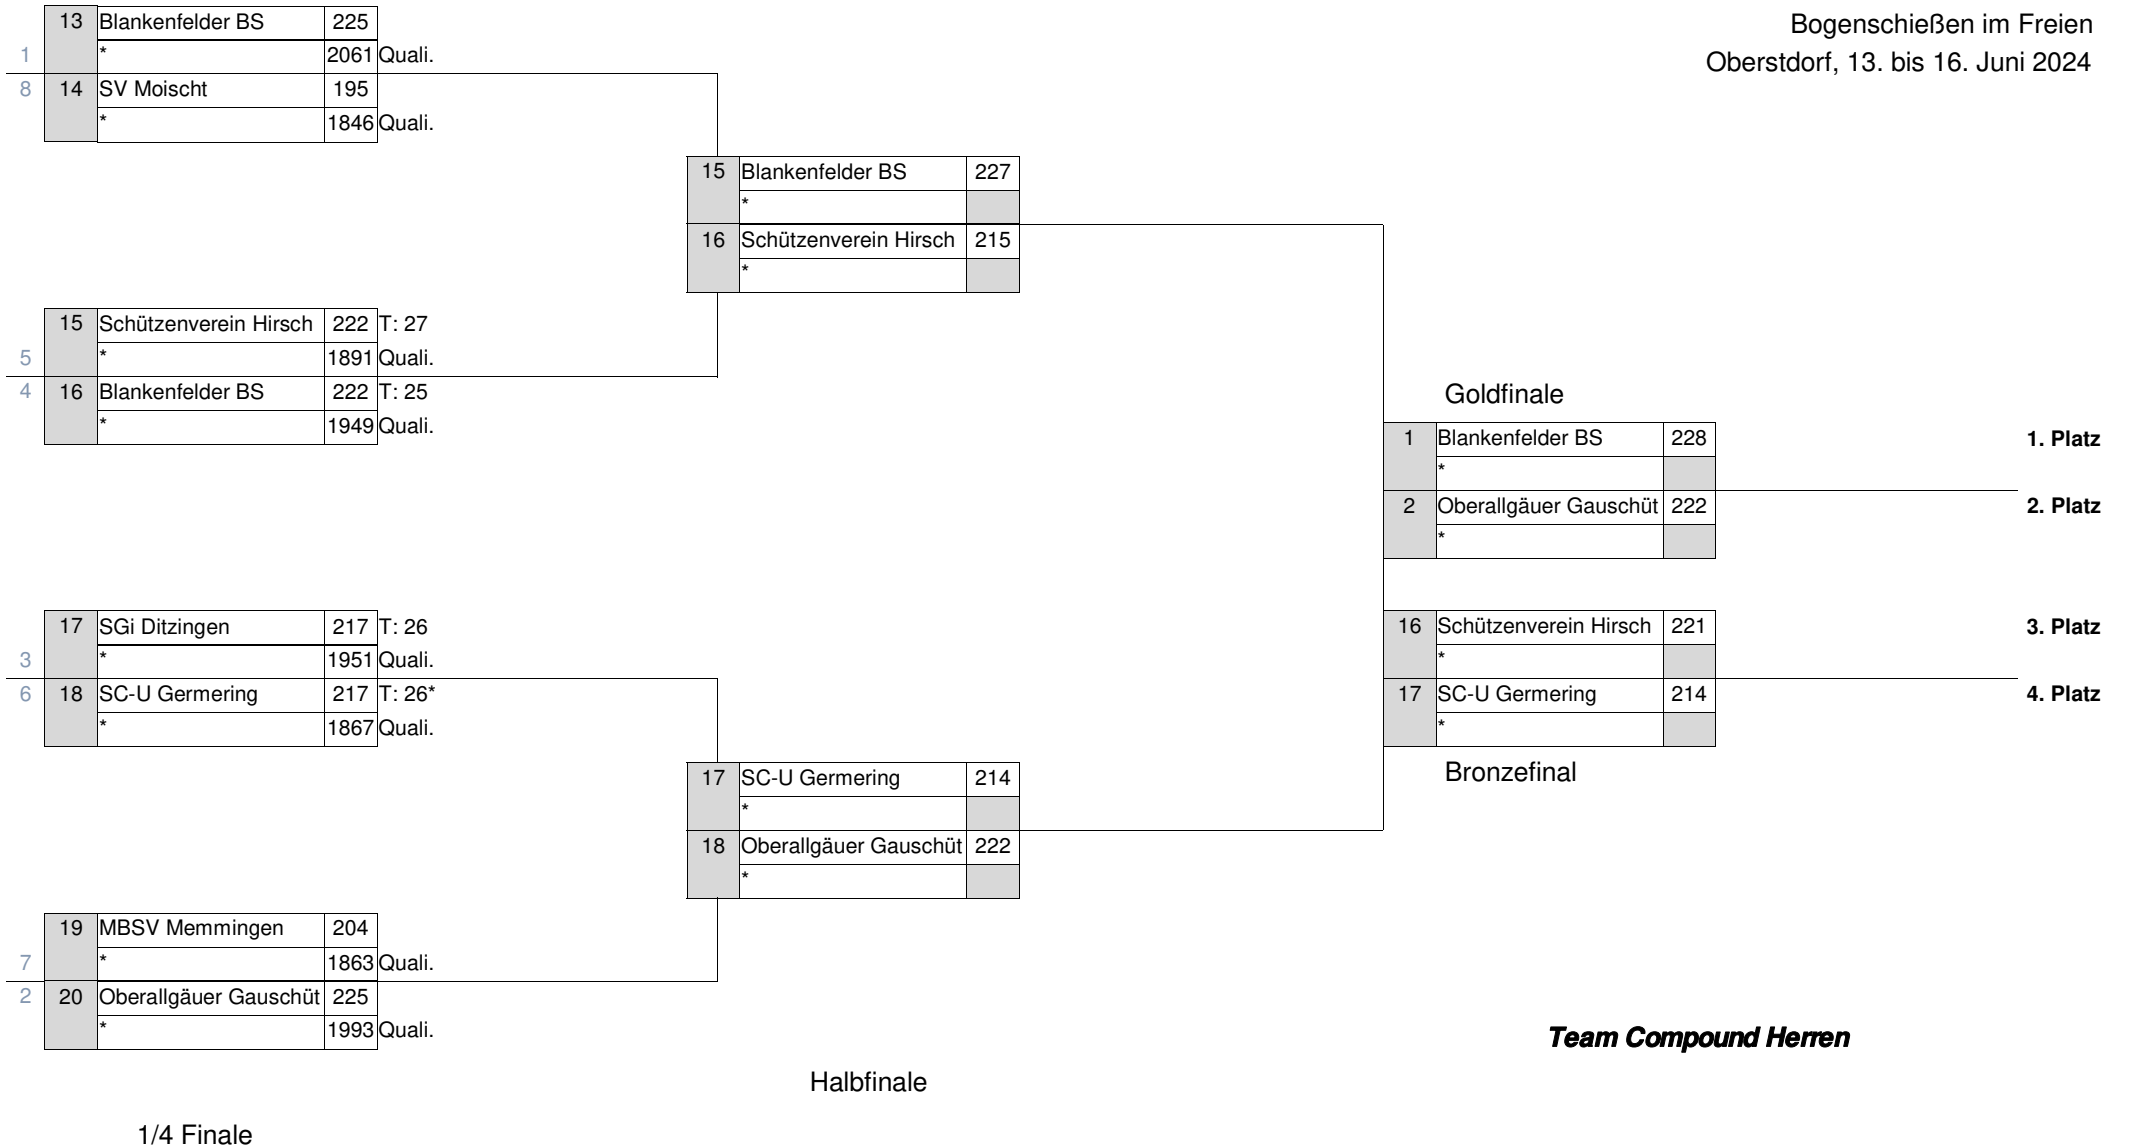 Bogenschießen im Freien
Oberstdorf, 13. bis 16. Juni 2024
13 Blankenfelder BS 225
1 * 2061 Quali.
8 14 SV Moischt 195
* 1846 Quali.
15 Blankenfelder BS 227
*
16 Schützenverein Hirsch 215
*
15 Schützenverein Hirsch 222 T: 27
5 * 1891 Quali.
4 16 Blankenfelder BS 222 T: 25
* 1949 Quali.
Goldfinale
1 Blankenfelder BS 228 1. Platz
*
2 Oberallgäuer Gauschüt 222 2. Platz
*
17 SGi Ditzingen 217 T: 26
3 * 1951 Quali.
6 18 SC-U Germering 217 T: 26*
* 1867 Quali.
16 Schützenverein Hirsch 221 3. Platz
*
17 SC-U Germering 214 4. Platz
*
Bronzefinal
17 SC-U Germering 214
*
18 Oberallgäuer Gauschüt 222
*
19 MBSV Memmingen 204
7 * 1863 Quali.
2 20 Oberallgäuer Gauschüt 225
* 1993 Quali.
Team Compound Herren
Halbfinale
1/4 Finale